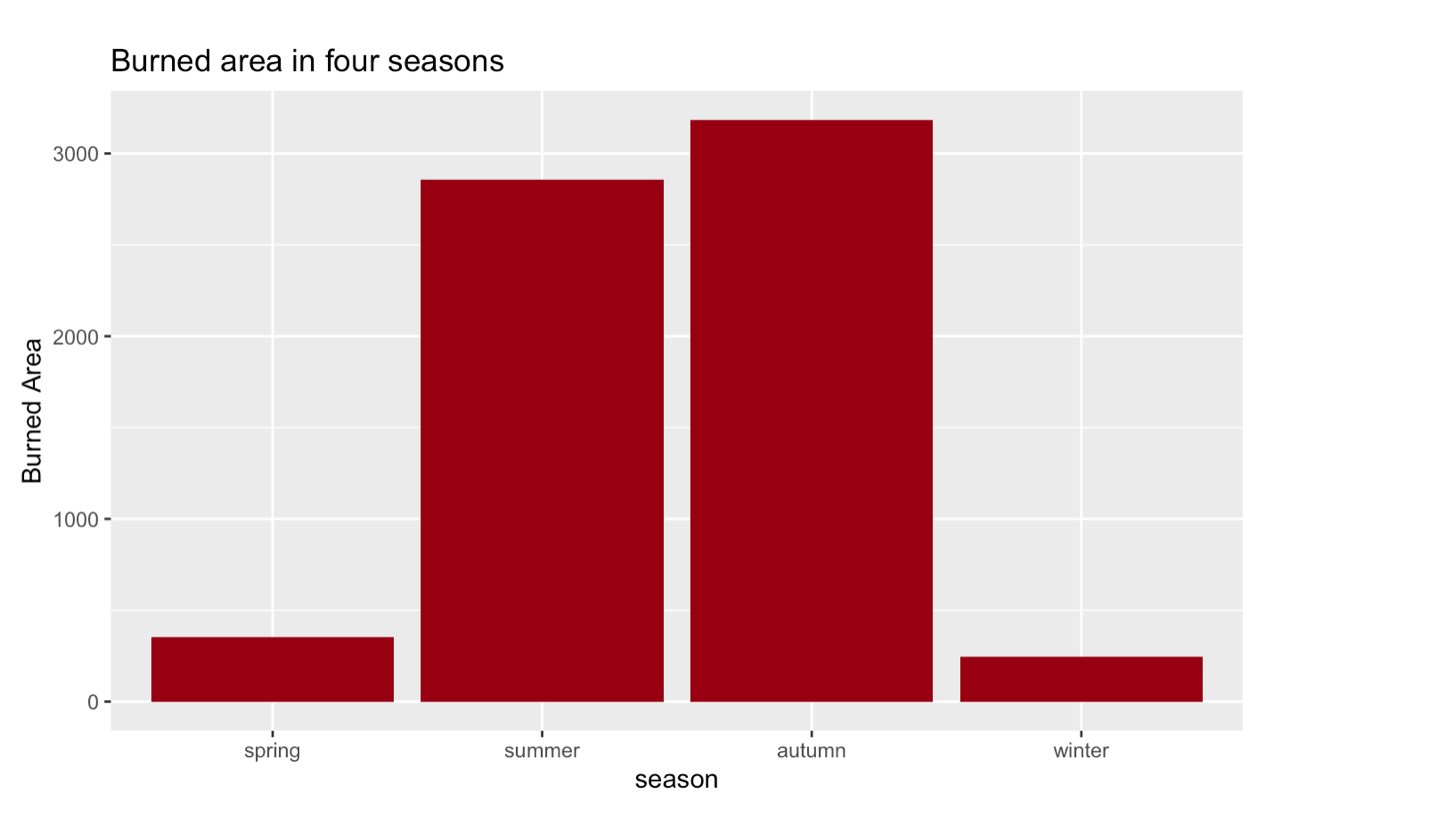 Burned area in four seasons
Burned Area
3000
2000
1000
0
spring summer autumn winter
season